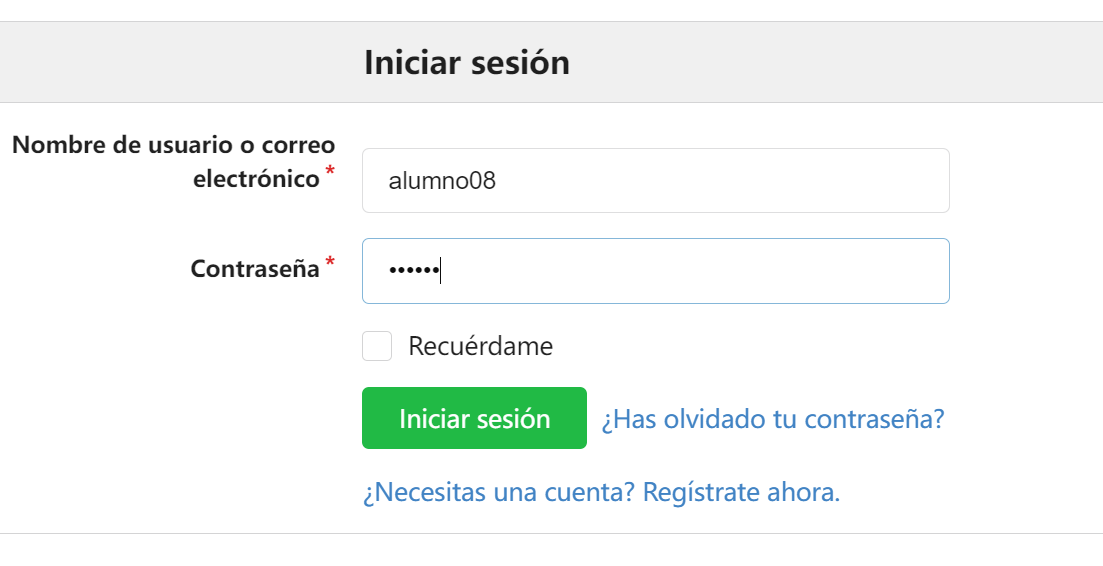 Iniciar sesión
Nombre de usuario o correo
electrónico *
alumno08
Contraseña *
••••••
Recuérdame
Iniciar sesión ¿Has olvidado tu contraseña?
¿Necesitas una cuenta? Regístrate ahora.